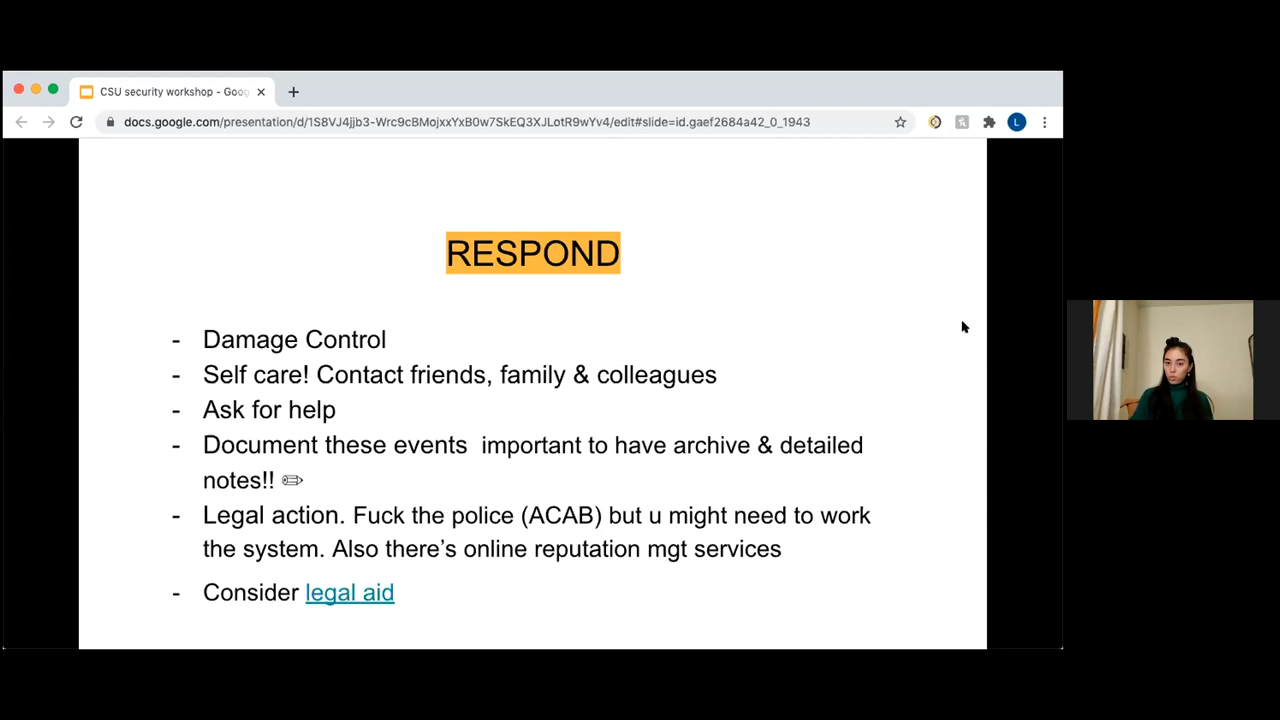 CSU security workshop - Goog
docs.google.com/presentation/d/1S8VJ4jjb3-Wrc9cBMojxxYxB0w7SkEQ3XJLotR9wYv4/edit#slide=id.gaef2684a42_0_1943
L
RESPOND
- Damage Control
- Self care! Contact friends, family & colleagues
- Ask for help
- Document these events important to have archive & detailed
notes!! ✏
- Legal action. Fuck the police (ACAB) but u might need to work
the system. Also there's online reputation mgt services
- Consider legal aid